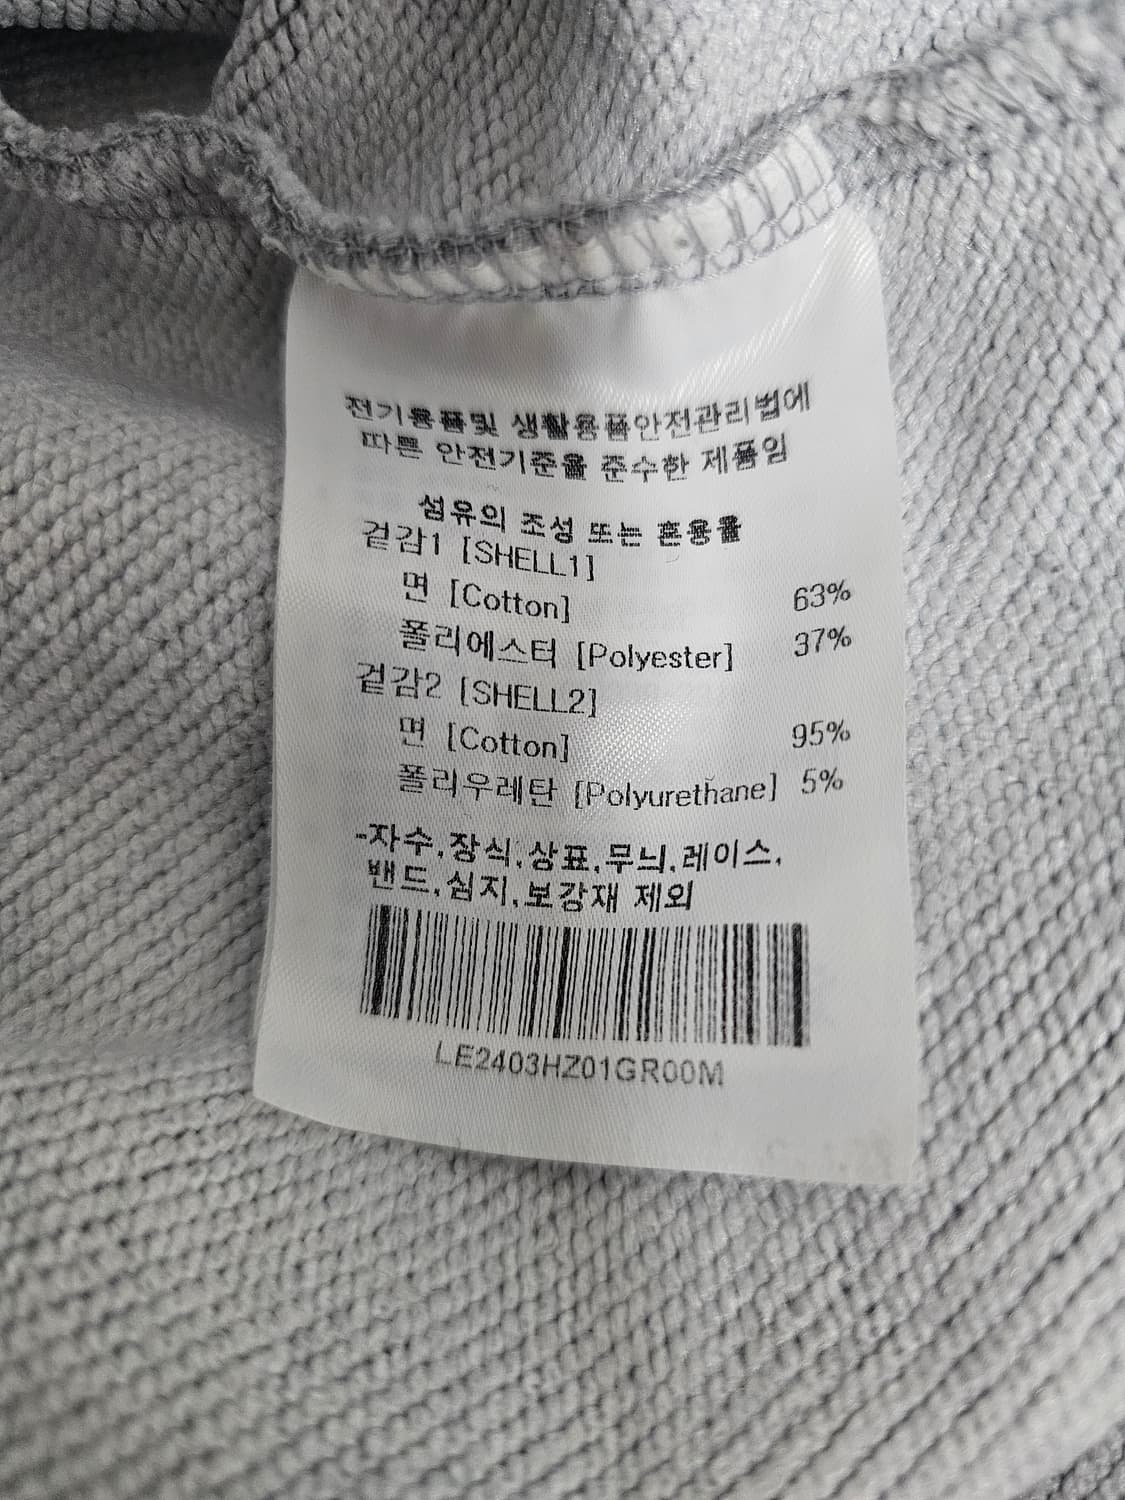 전기용품및 생활용품안전관리법에
따른 안전기준을 준수한 제품임
섬유의 조성 또는 혼용율
겉감1 [SHELL1]
면 [Cotton] 63%
폴리에스터 [Polyester] 37%
겉감2 [SHELL2]
면 [Cotton] 95%
폴리우레탄 [Polyurethane] 5%
-자수,장식,상표,무늬,레이스,
밴드,심지,보강재 제외
LE2403HZ01GR00M